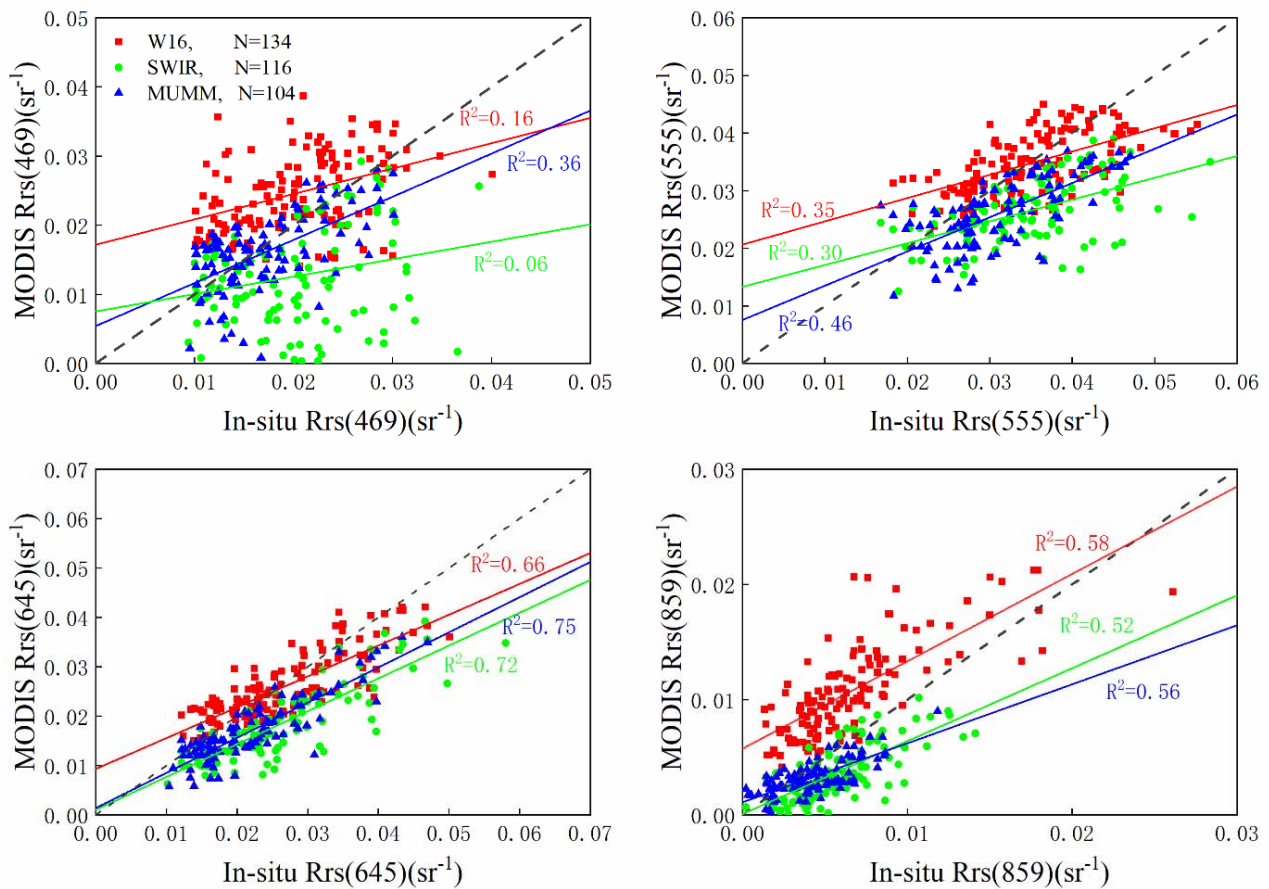 0.05
0.04
0.03
0.02
0.01
0.00
MODIS Rrs(469)(sr⁻¹)
W16, N=134
SWIR, N=116
MUMM, N=104
R²=0.16
R²=0.36
R²=0.06
0.00 0.01 0.02 0.03 0.04 0.05
In-situ Rrs(469)(sr⁻¹)
0.06
0.05
0.04
0.03
0.02
0.01
0.00
MODIS Rrs(555)(sr⁻¹)
R²=0.35
R²=0.30
R²=0.46
0.00 0.01 0.02 0.03 0.04 0.05 0.06
In-situ Rrs(555)(sr⁻¹)
0.07
0.06
0.05
0.04
0.03
0.02
0.01
0.00
MODIS Rrs(645)(sr⁻¹)
R²=0.66
R²=0.75
R²=0.72
0.00 0.01 0.02 0.03 0.04 0.05 0.06 0.07
In-situ Rrs(645)(sr⁻¹)
0.03
0.02
0.01
0.00
MODIS Rrs(859)(sr⁻¹)
R²=0.58
R²=0.52
R²=0.56
0.00 0.01 0.02 0.03
In-situ Rrs(859)(sr⁻¹)